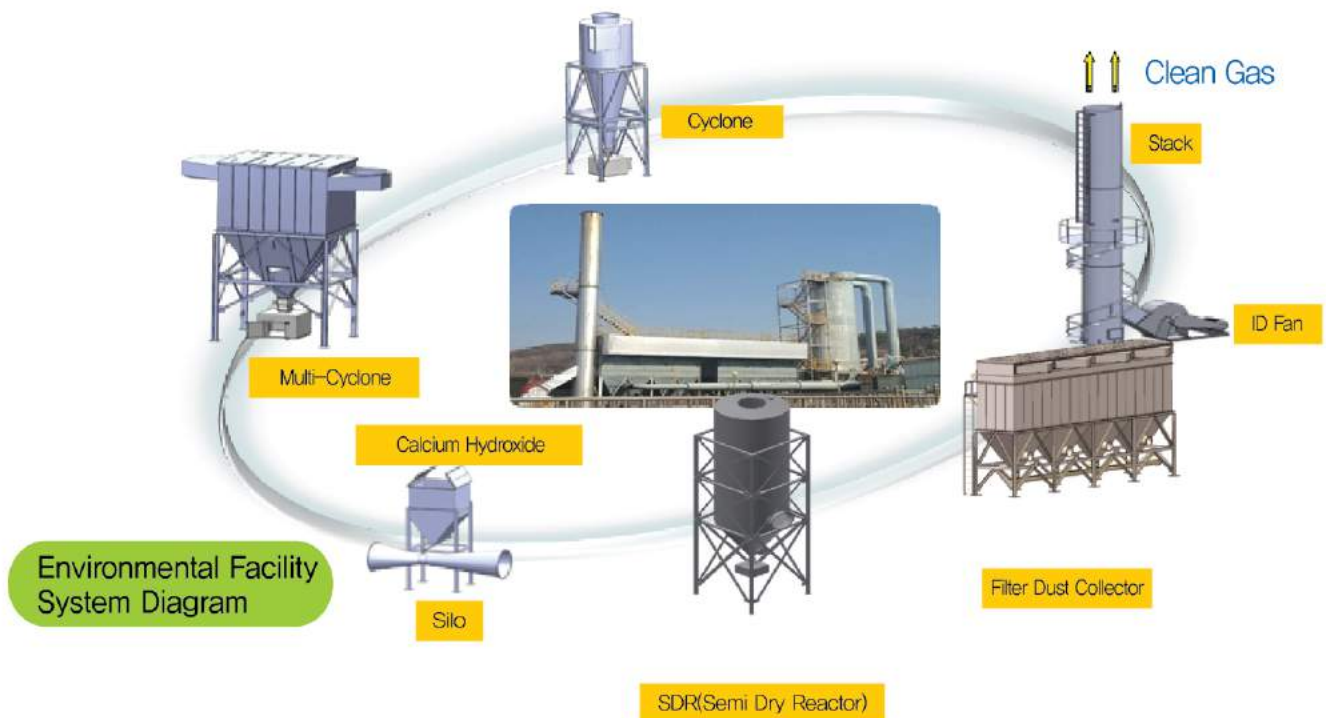 Clean Gas
Cyclone
Stack
ID Fan
Multi-Cyclone
Calcium Hydroxide
Environmental Facility
System Diagram
Filter Dust Collector
Silo
SDR(Semi Dry Reactor)